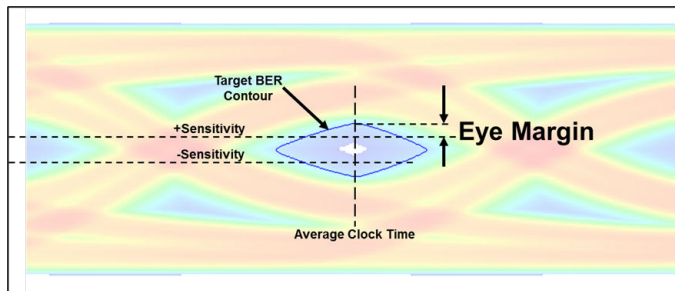 Target BER
Contour
+Sensitivity
-Sensitivity
Eye Margin
Average Clock Time